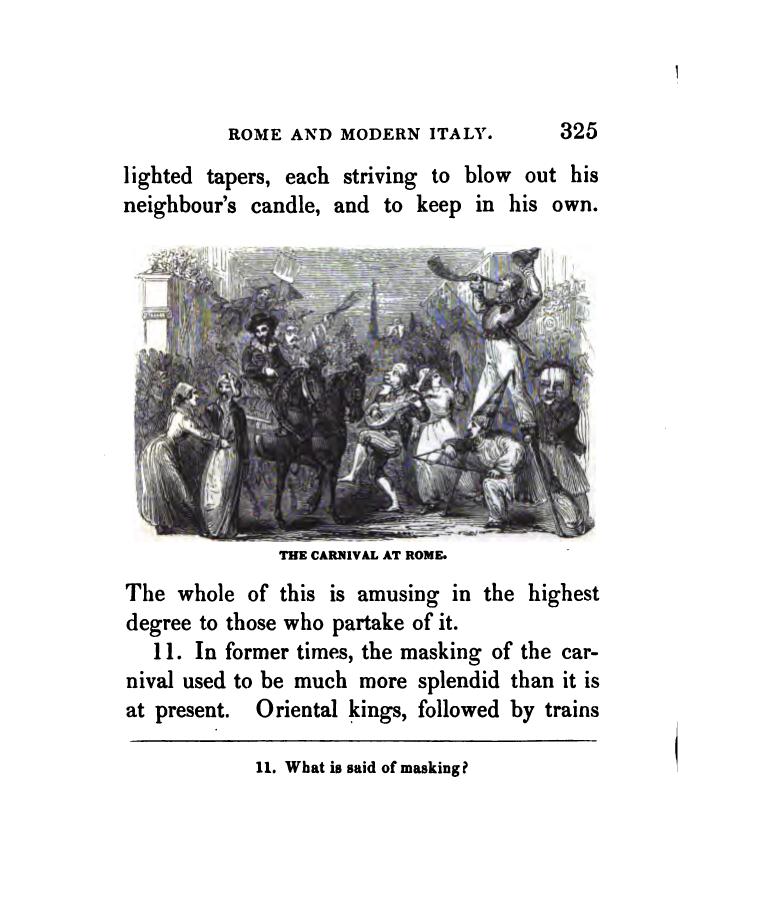 ROME AND MODERN ITALY. 325
lighted tapers, each striving to blow out his
neighbour's candle, and to keep in his own.
THE CARNIVAL AT ROME.
The whole of this is amusing in the highest
degree to those who partake of it.
11. In former times, the masking of the car-
nival used to be much more splendid than it is
at present. Oriental kings, followed by trains
11. What is said of masking?